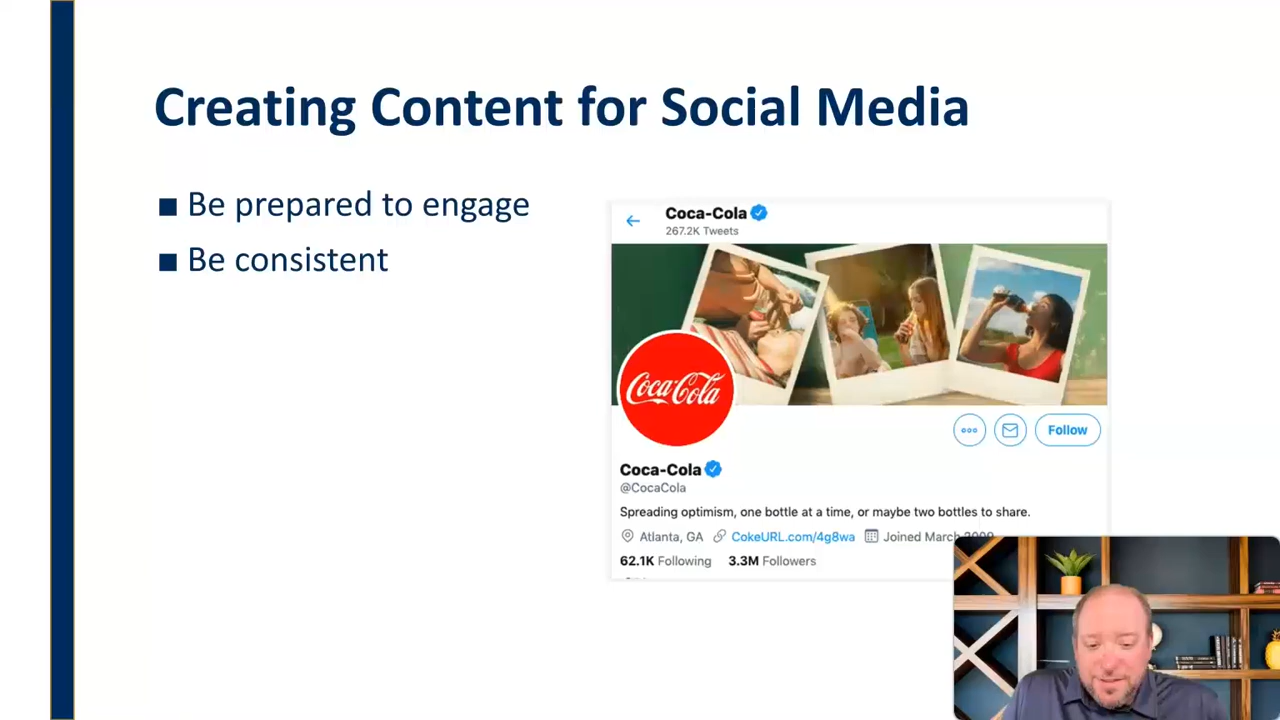 Creating Content for Social Media
■ Be prepared to engage
■ Be consistent
Coca-Cola
267.2K Tweets
Coca-Cola
Follow
Coca-Cola
@CocaCola
Spreading optimism, one bottle at a time, or maybe two bottles to share.
Atlanta, GA CokeURL.com/4g8wa Joined March 2009
62.1K Following 3.3M Followers